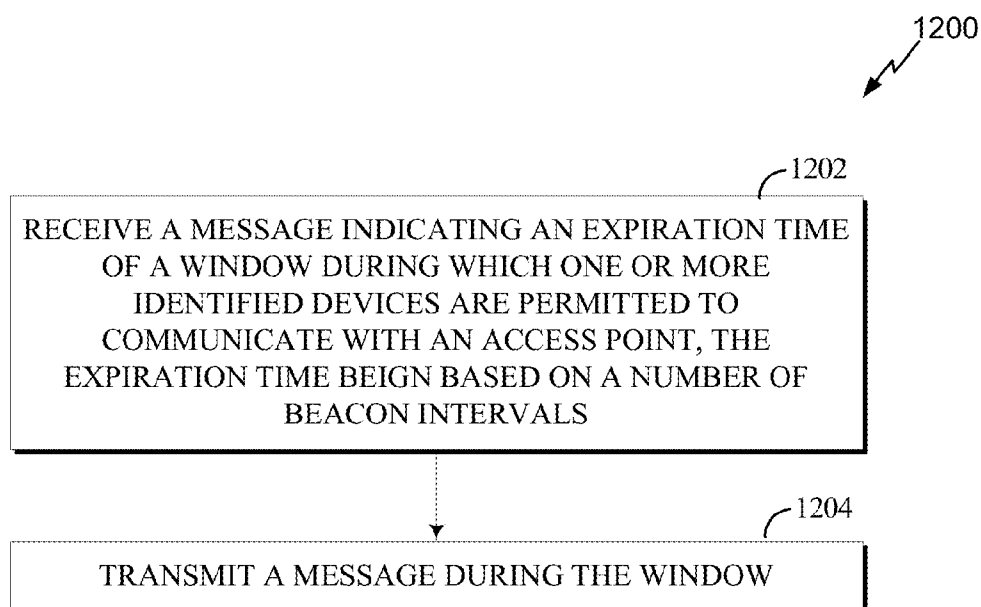 1200
1202
RECEIVE A MESSAGE INDICATING AN EXPIRATION TIME
OF A WINDOW DURING WHICH ONE OR MORE
IDENTIFIED DEVICES ARE PERMITTED TO
COMMUNICATE WITH AN ACCESS POINT, THE
EXPIRATION TIME BEIGN BASED ON A NUMBER OF
BEACON INTERVALS
1204
TRANSMIT A MESSAGE DURING THE WINDOW